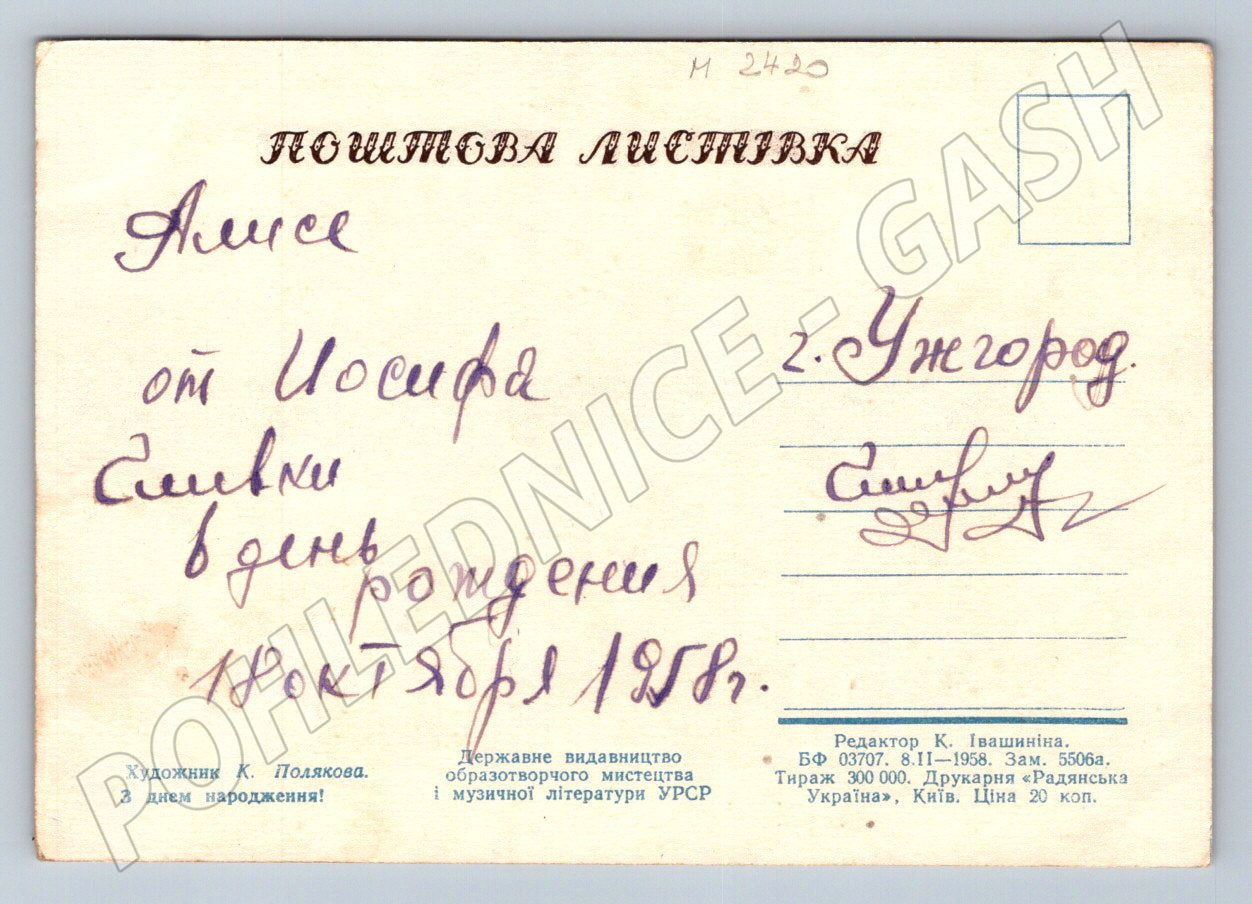 м 2420
ПОШТОВА ЛИСТІВКА
Алисе
от Иосифа
Сливки
в день
рождения
18 октября 1958г.
г. Ужгород.
Художник К. Полякова.
З днем народження!
Державне видавництво
образотворчого мистецтва
і музичної літератури УРСР
Редактор К. Івашиніна.
БФ 03707. 8.II—1958. Зам. 5506а.
Тираж 300 000. Друкарня «Радянська
Україна», Київ. Ціна 20 коп.
POHLEDNICE - GASH